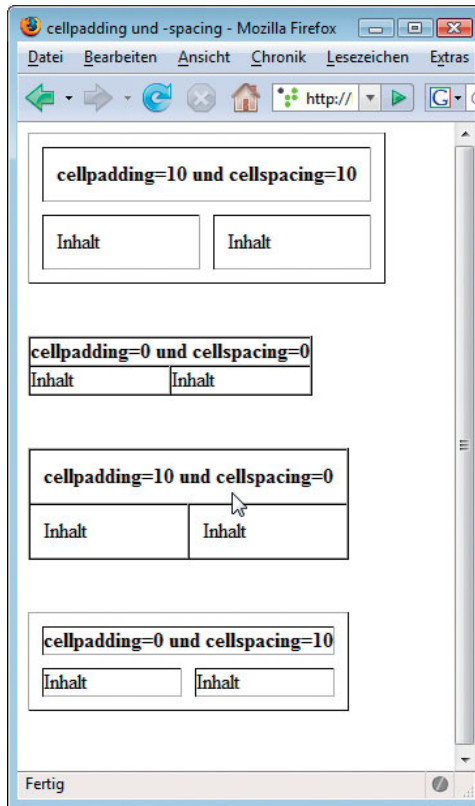 cellpadding und -spacing - Mozilla Firefox
Datei Bearbeiten Ansicht Chronik Lesezeichen Extras
http:// G
cellpadding=10 und cellspacing=10
Inhalt Inhalt
cellpadding=0 und cellspacing=0
Inhalt Inhalt
cellpadding=10 und cellspacing=0
Inhalt Inhalt
cellpadding=0 und cellspacing=10
Inhalt Inhalt
Fertig